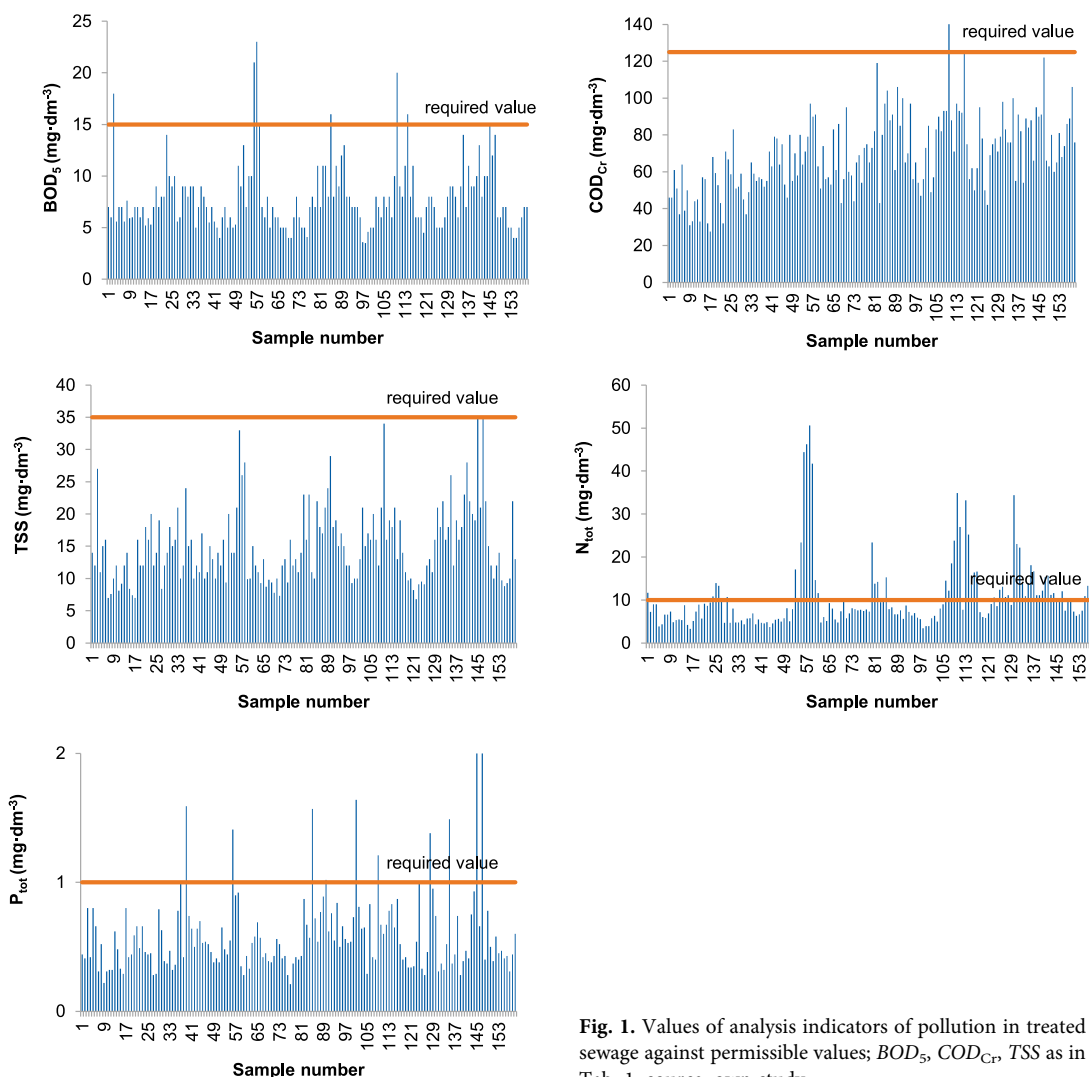 25
20
15
10
5
0
BOD5 (mg·dm-3)
required value
1 9 17 25 33 41 49 57 65 73 81 89 97 105 113 121 129 137 145 153
Sample number
140
120
100
80
60
40
20
0
CODCr (mg·dm-3)
required value
1 9 17 25 33 41 49 57 65 73 81 89 97 105 113 121 129 137 145 153
Sample number
40
35
30
25
20
15
10
5
0
TSS (mg·dm-3)
required value
1 9 17 25 33 41 49 57 65 73 81 89 97 105 113 121 129 137 145 153
Sample number
60
50
40
30
20
10
0
Ntot (mg·dm-3)
required value
1 9 17 25 33 41 49 57 65 73 81 89 97 105 113 121 129 137 145 153
Sample number
2
1
0
Ptot (mg·dm-3)
required value
1 9 17 25 33 41 49 57 65 73 81 89 97 105 113 121 129 137 145 153
Sample number
Fig. 1. Values of analysis indicators of pollution in treated
sewage against permissible values; BOD5, CODCr, TSS as in